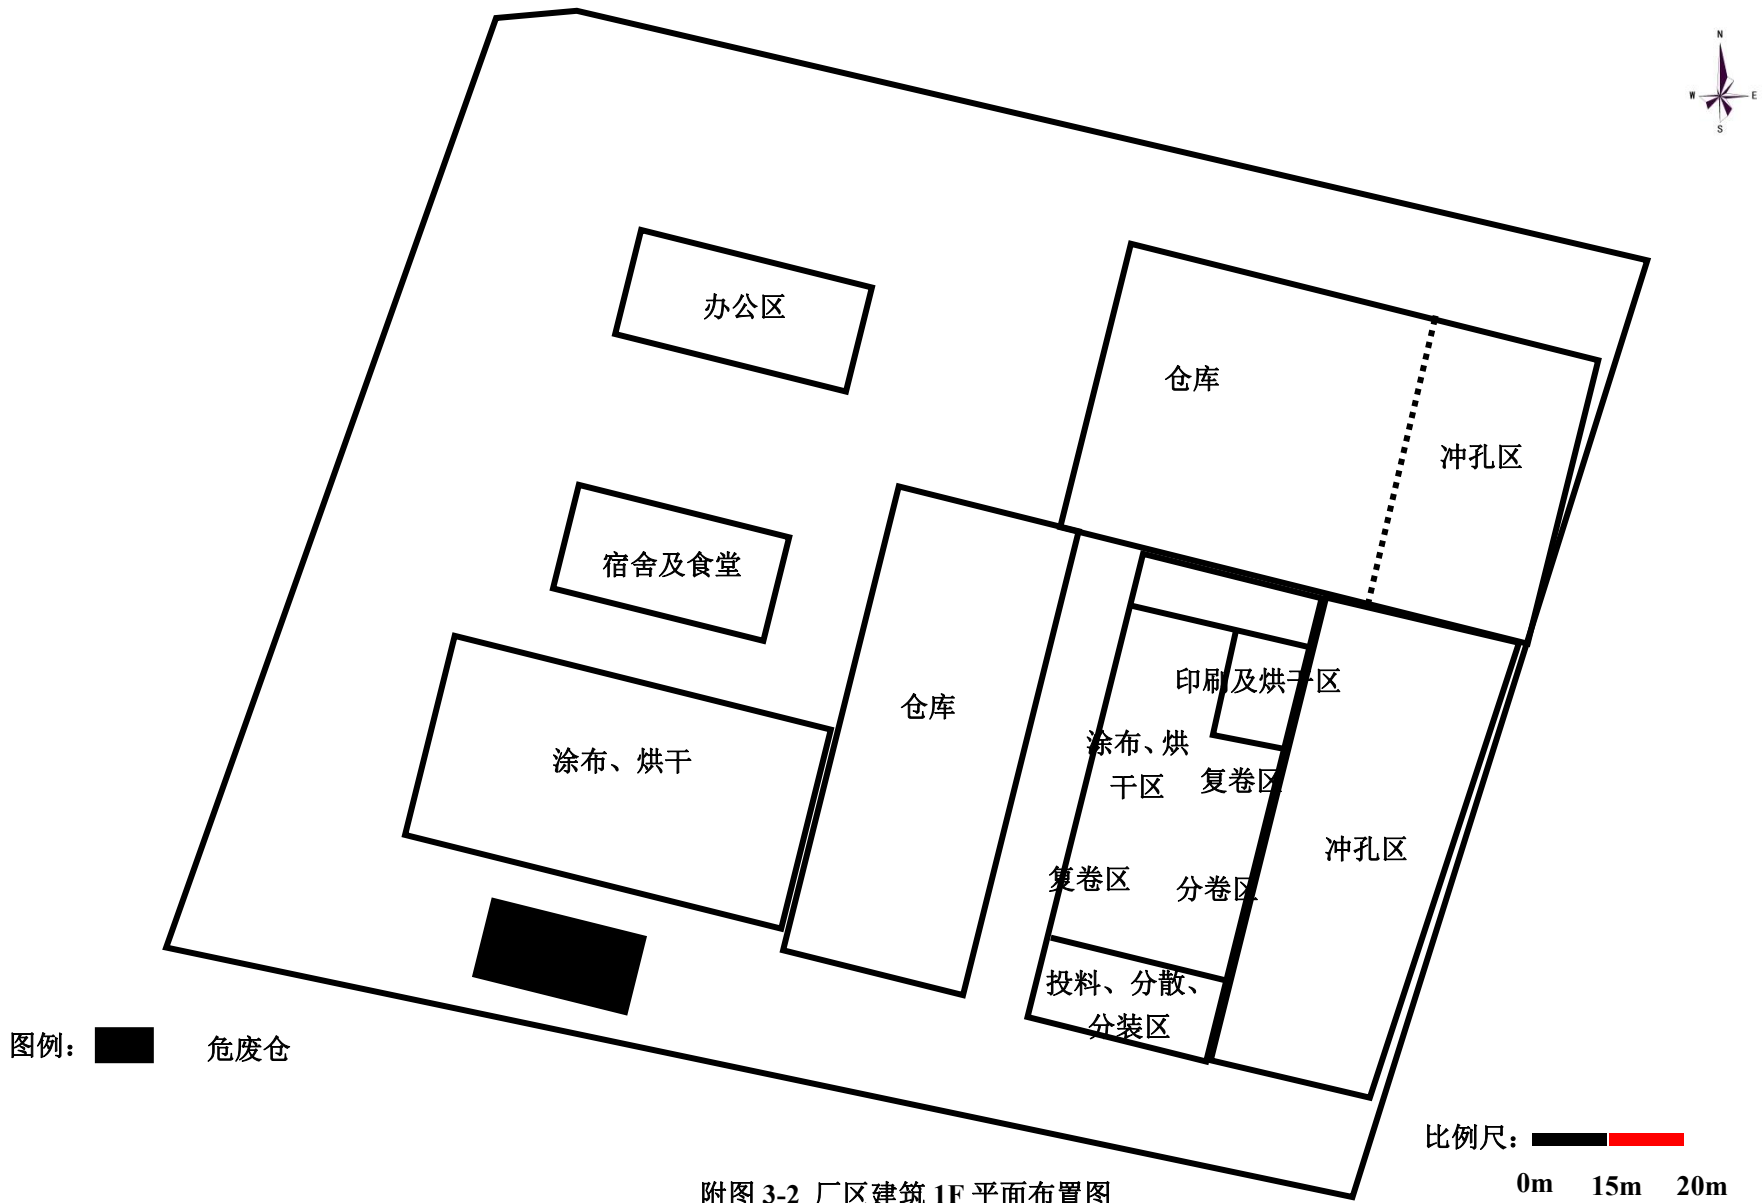 N
W
E
S
办公区
仓库
冲孔区
宿舍及食堂
印刷及烘干区
仓库
涂布、烘
干区
涂布、烘干
复卷区
冲孔区
复卷区
分卷区
投料、分散、
分装区
图例：
危废仓
比例尺：
0m 15m 20m
附图 3-2 厂区建筑 1F 平面布置图